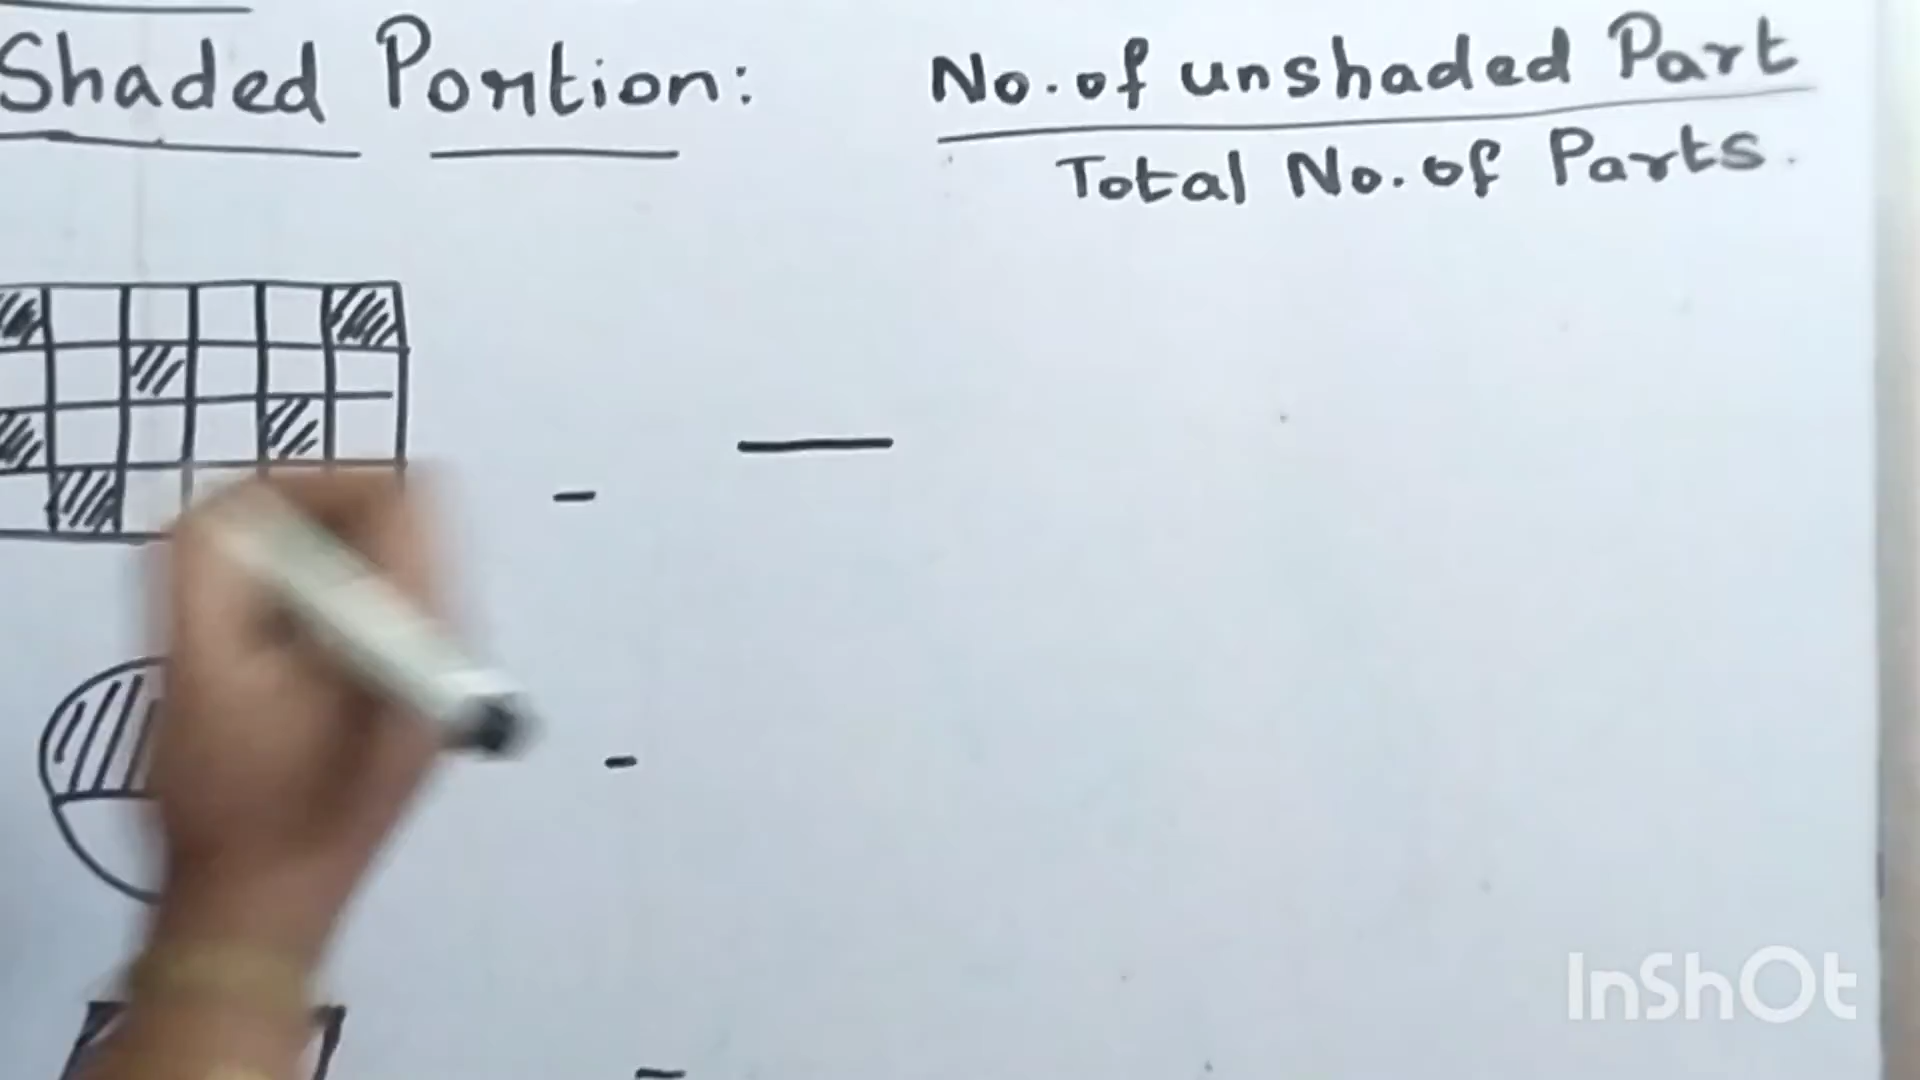 Shaded Portion:
No. of unshaded Part
Total No. of Parts.
InShOt